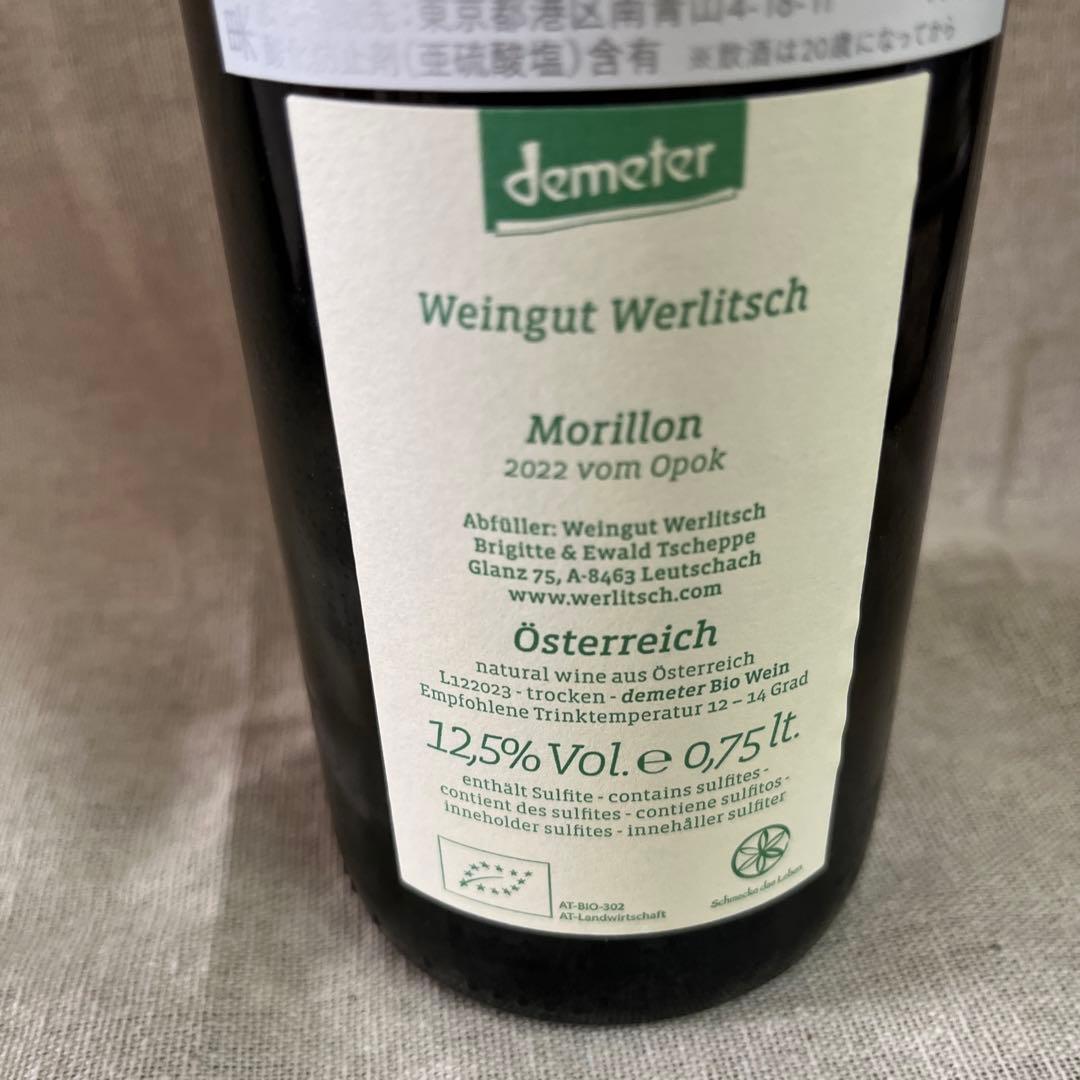 東京都港区南青山4-18-11
酸化防止剤(亜硫酸塩)含有 ※飲酒は20歳になってから
demeter
Weingut Werlitsch
Morillon
2022 vom Opok
Abfüller: Weingut Werlitsch
Brigitte & Ewald Tscheppe
Glanz 75, A-8463 Leutschach
www.werlitsch.com
Österreich
natural wine aus Österreich
L122023 - trocken - demeter Bio Wein
Empfohlene Trinktemperatur 12 – 14 Grad
12,5% Vol. ℮ 0,75 lt.
enthält Sulfite - contains sulfites -
contient des sulfites - contiene sulfitos -
inneholder sulfites - innehåller sulfiter
AT-BIO-302
AT-Landwirtschaft
Schmecke das Leben